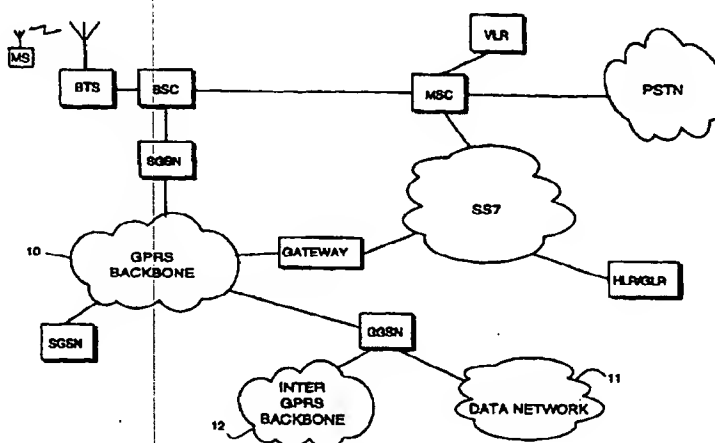 VLR
MS
BTS
BSC
MSC
PSTN
SGSN
SS7
10
GPRS
BACKBONE
GATEWAY
HLR/GLR
SGSN
GGSN
INTER
GPRS
BACKBONE
12
DATA NETWORK
11